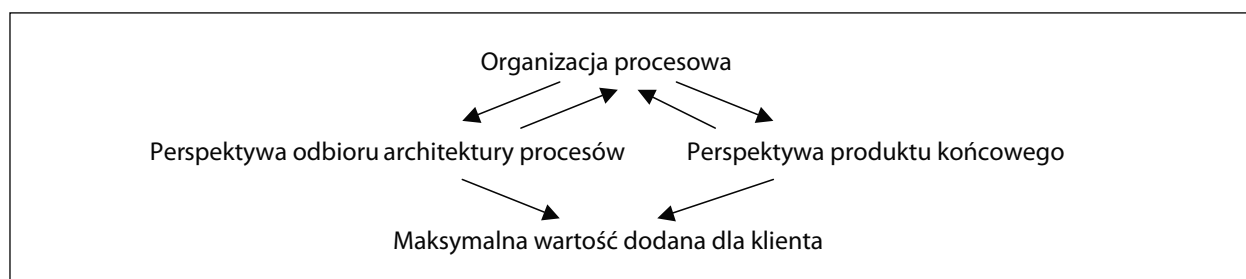 Organizacja procesowa
Perspektywa odbioru architektury procesów Perspektywa produktu końcowego
Maksymalna wartość dodana dla klienta